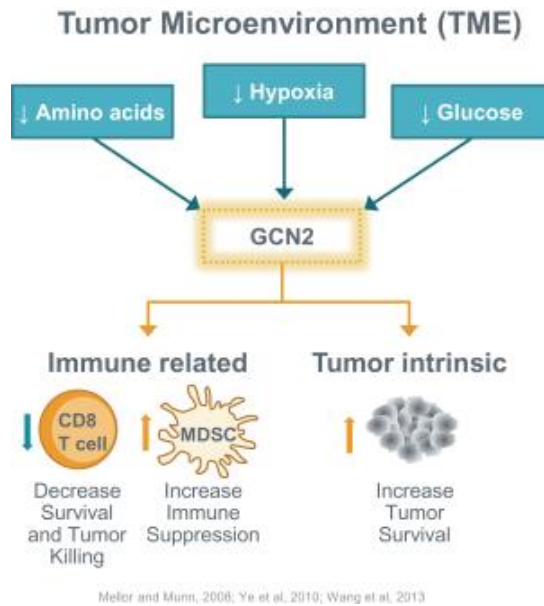 Tumor Microenvironment (TME)
↓ Amino acids
↓ Hypoxia
↓ Glucose
GCN2
Immune related
Tumor intrinsic
CD8
T cell
MDSC
Decrease
Survival
and Tumor
Killing
Increase
Immune
Suppression
Increase
Tumor
Survival
Mellor and Munn, 2008; Ye et al, 2010; Wang et al, 2013